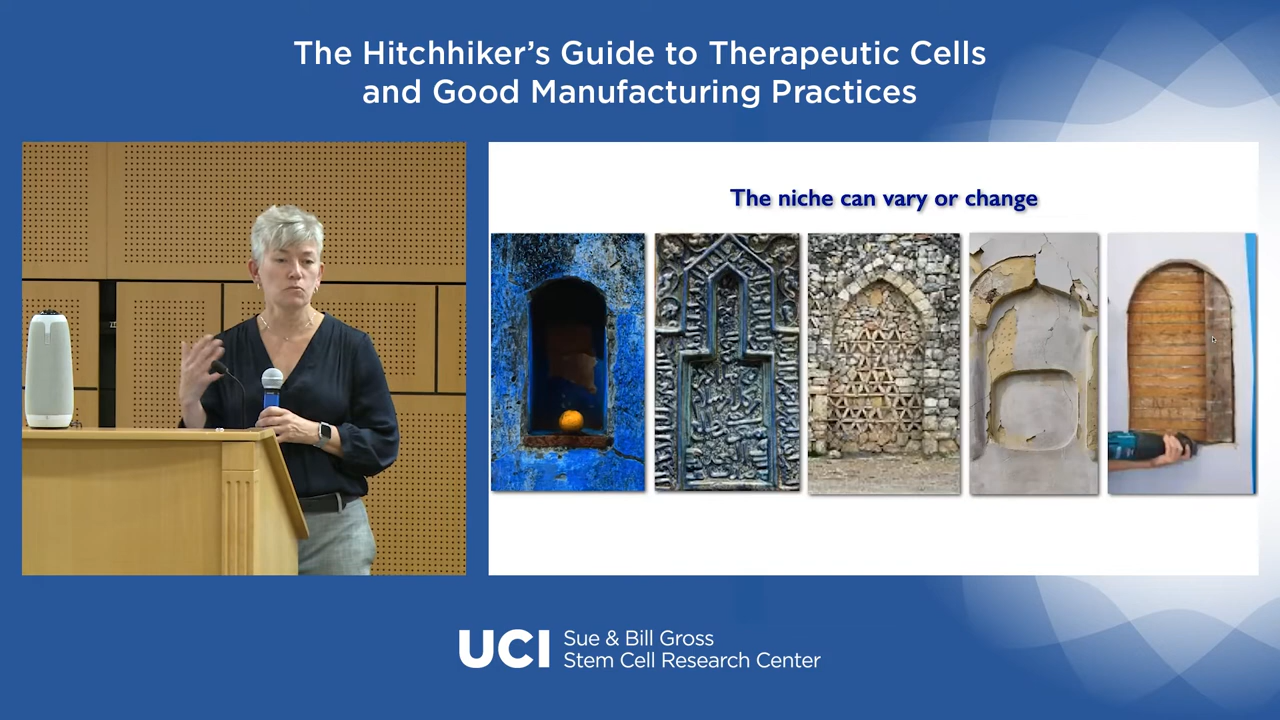 The Hitchhiker’s Guide to Therapeutic Cells
and Good Manufacturing Practices
The niche can vary or change
UCI
Sue & Bill Gross
Stem Cell Research Center